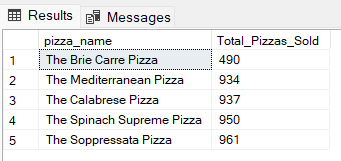 Results Messages
pizza_name Total_Pizzas_Sold
1 The Brie Carre Pizza 490
2 The Mediterranean Pizza 934
3 The Calabrese Pizza 937
4 The Spinach Supreme Pizza 950
5 The Soppressata Pizza 961